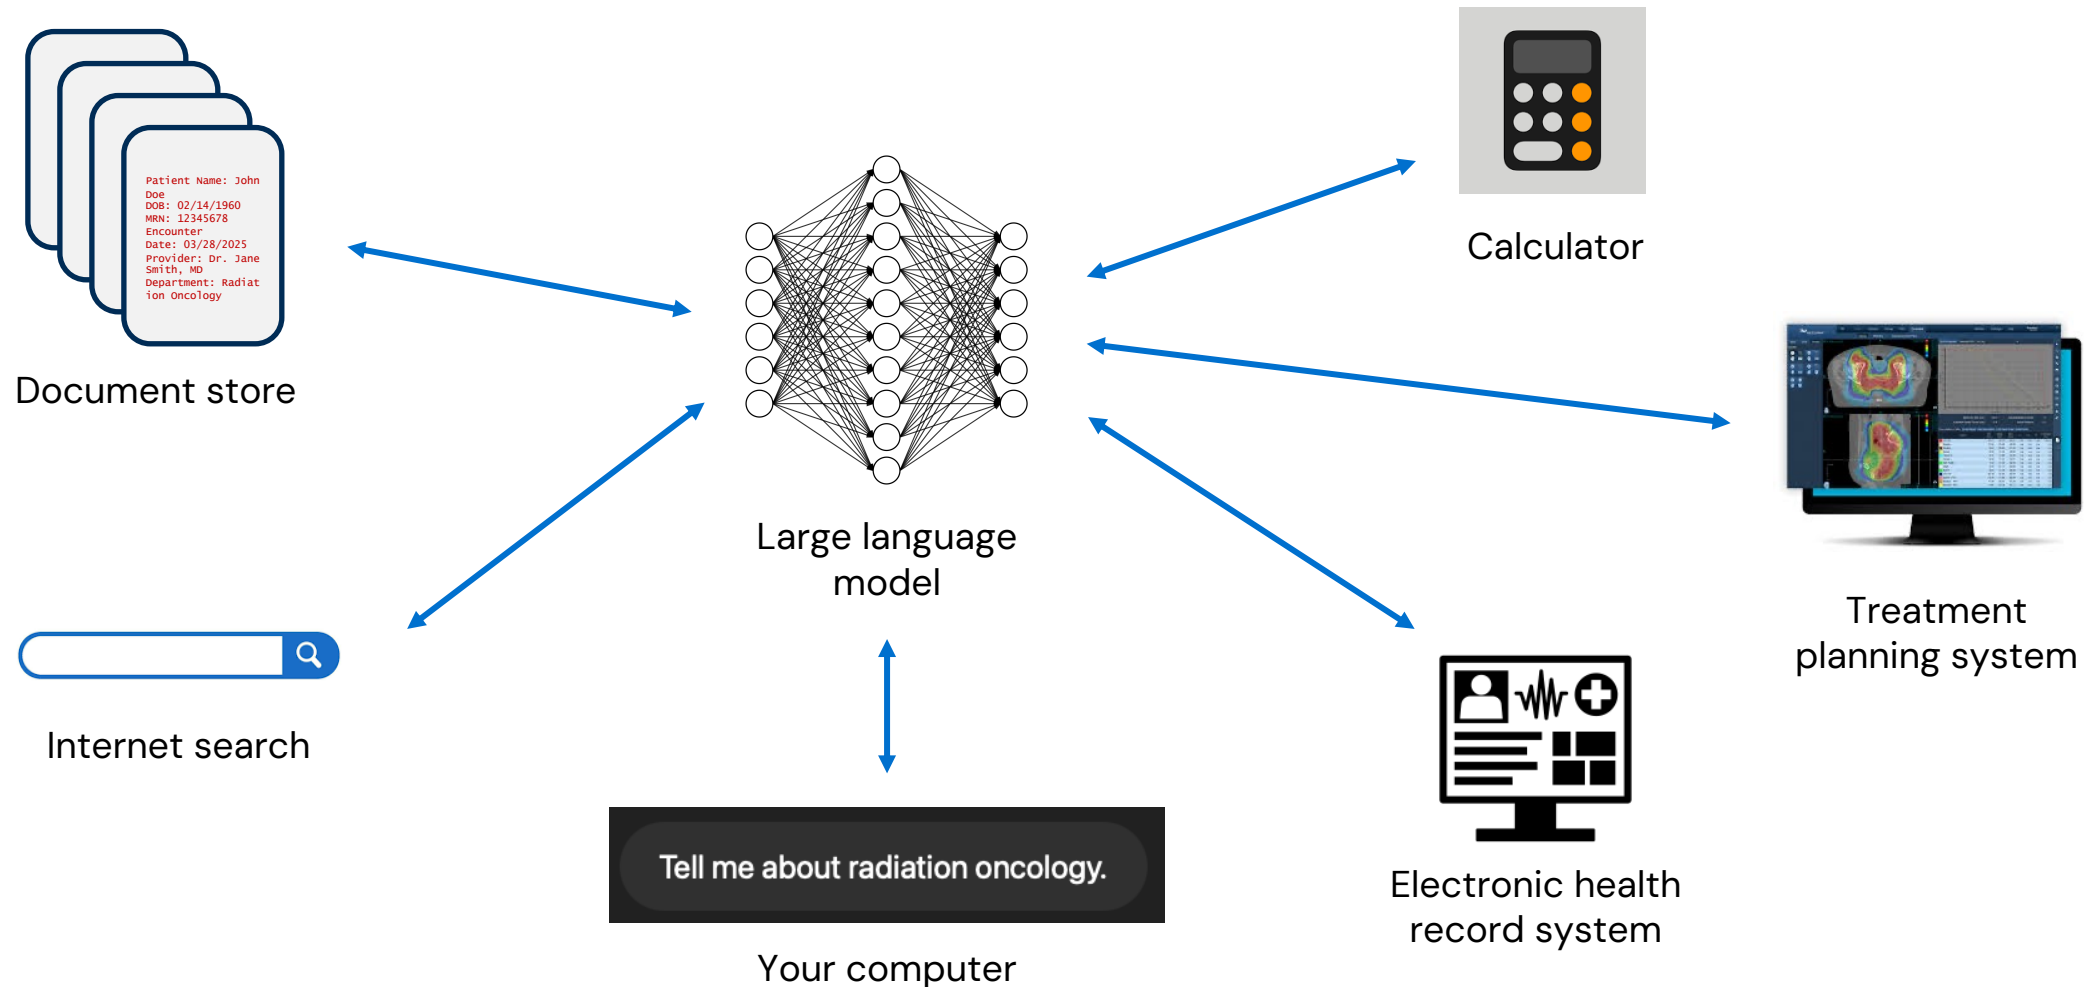 Patient Name: John
Doe
DOB: 02/14/1960
MRN: 12345678
Encounter
Date: 03/28/2025
Provider: Dr. Jane
Smith, MD
Department: Radiat
ion Oncology
Document store
Calculator
Large language
model
Treatment
planning system
Internet search
Tell me about radiation oncology.
Your computer
Electronic health
record system